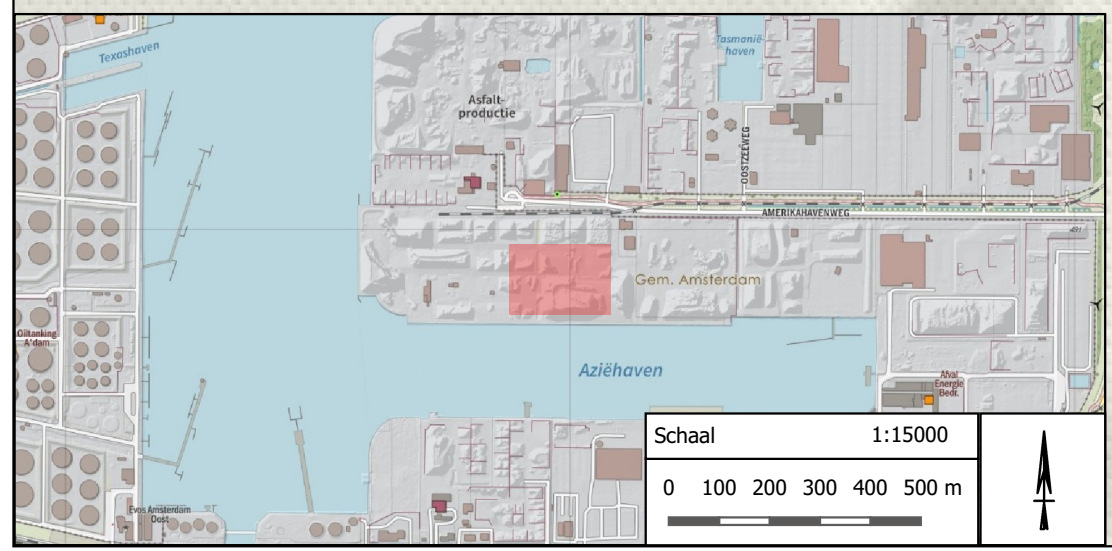 Texashaven
Tasmanië-
haven
Asfalt-
productie
OOSTZEEWEG
AMERIKAHAVENWEG
491
Gem. Amsterdam
Oiltanking
A'dam
Aziëhaven
Afval
Energie
Bedr.
Evos Amsterdam
Oost
Schaal 1:15000
0 100 200 300 400 500 m